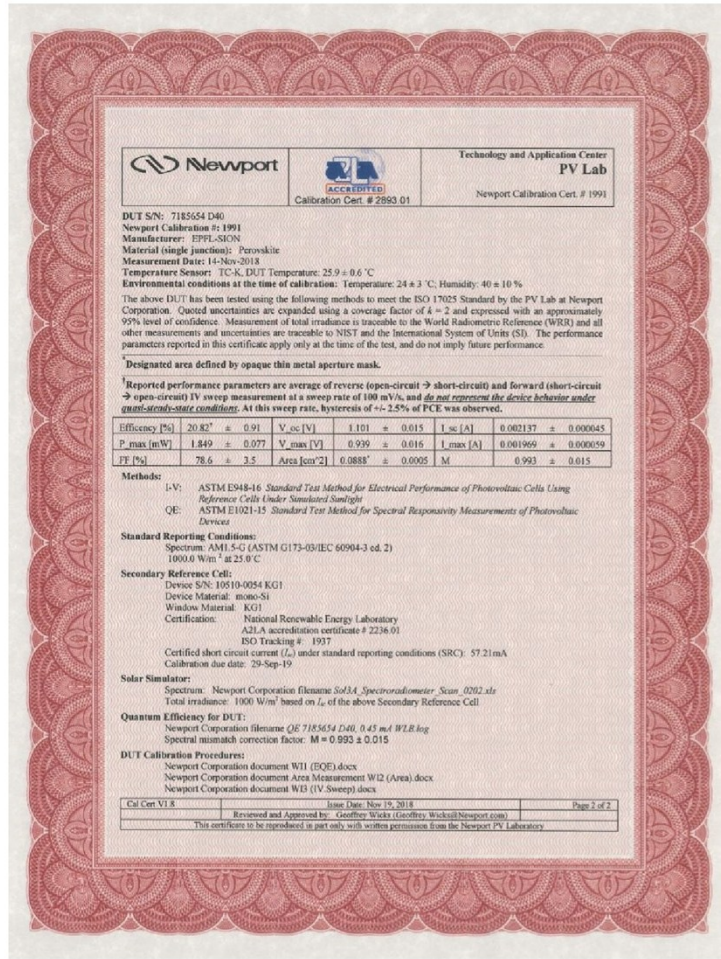 Newport
A2LA
ACCREDITED
Calibration Cert. # 2893.01
Technology and Application Center
PV Lab
Newport Calibration Cert. # 1991
DUT S/N: 7185654 D40
Newport Calibration #: 1991
Manufacturer: EPFL-SION
Material (single junction): Perovskite
Measurement Date: 14-Nov-2018
Temperature Sensor: TC-K, DUT Temperature: 25.9 ± 0.6 °C
Environmental conditions at the time of calibration: Temperature: 24 ± 3 °C; Humidity: 40 ± 10 %
The above DUT has been tested using the following methods to meet the ISO 17025 Standard by the PV Lab at Newport
Corporation. Quoted uncertainties are expanded using a coverage factor of k = 2 and expressed with an approximately
95% level of confidence. Measurement of total irradiance is traceable to the World Radiometric Reference (WRR) and all
other measurements and uncertainties are traceable to NIST and the International System of Units (SI). The performance
parameters reported in this certificate apply only at the time of the test, and do not imply future performance.
*Designated area defined by opaque thin metal aperture mask.
†Reported performance parameters are average of reverse (open-circuit → short-circuit) and forward (short-circuit
→ open-circuit) IV sweep measurement at a sweep rate of 100 mV/s, and do not represent the device behavior under
quasi-steady-state conditions. At this sweep rate, hysteresis of +/- 2.5% of PCE was observed.
Efficency [%] 20.82† ± 0.91 V_oc [V] 1.101 ± 0.015 I_sc [A] 0.002137 ± 0.000045
P_max [mW] 1.849 ± 0.077 V_max [V] 0.939 ± 0.016 I_max [A] 0.001969 ± 0.000059
FF [%] 78.6 ± 3.5 Area [cm^2] 0.0888* ± 0.0005 M 0.993 ± 0.015
Methods:
I-V: ASTM E948-16 Standard Test Method for Electrical Performance of Photovoltaic Cells Using
Reference Cells Under Simulated Sunlight
QE: ASTM E1021-15 Standard Test Method for Spectral Responsivity Measurements of Photovoltaic
Devices
Standard Reporting Conditions:
Spectrum: AM1.5-G (ASTM G173-03/IEC 60904-3 ed. 2)
1000.0 W/m² at 25.0°C
Secondary Reference Cell:
Device S/N: 10510-0054 KG1
Device Material: mono-Si
Window Material: KG1
Certification: National Renewable Energy Laboratory
A2LA accreditation certificate # 2236.01
ISO Tracking #: 1937
Certified short circuit current (Isc) under standard reporting conditions (SRC): 57.21mA
Calibration due date: 29-Sep-19
Solar Simulator:
Spectrum: Newport Corporation filename Sol3A_Spectroradiometer_Scan_0202.xls
Total irradiance: 1000 W/m² based on Isc of the above Secondary Reference Cell
Quantum Efficiency for DUT:
Newport Corporation filename QE 7185654 D40, 0.45 mA WLB.log
Spectral mismatch correction factor: M = 0.993 ± 0.015
DUT Calibration Procedures:
Newport Corporation document WI1 (EQE).docx
Newport Corporation document Area Measurement WI2 (Area).docx
Newport Corporation document WI3 (IV.Sweep).docx
Cal Cert V1.8 Issue Date: Nov 19, 2018 Page 2 of 2
Reviewed and Approved by: Geoffrey Wicks (Geoffrey.Wicks@Newport.com)
This certificate to be reproduced in part only with written permission from the Newport PV Laboratory